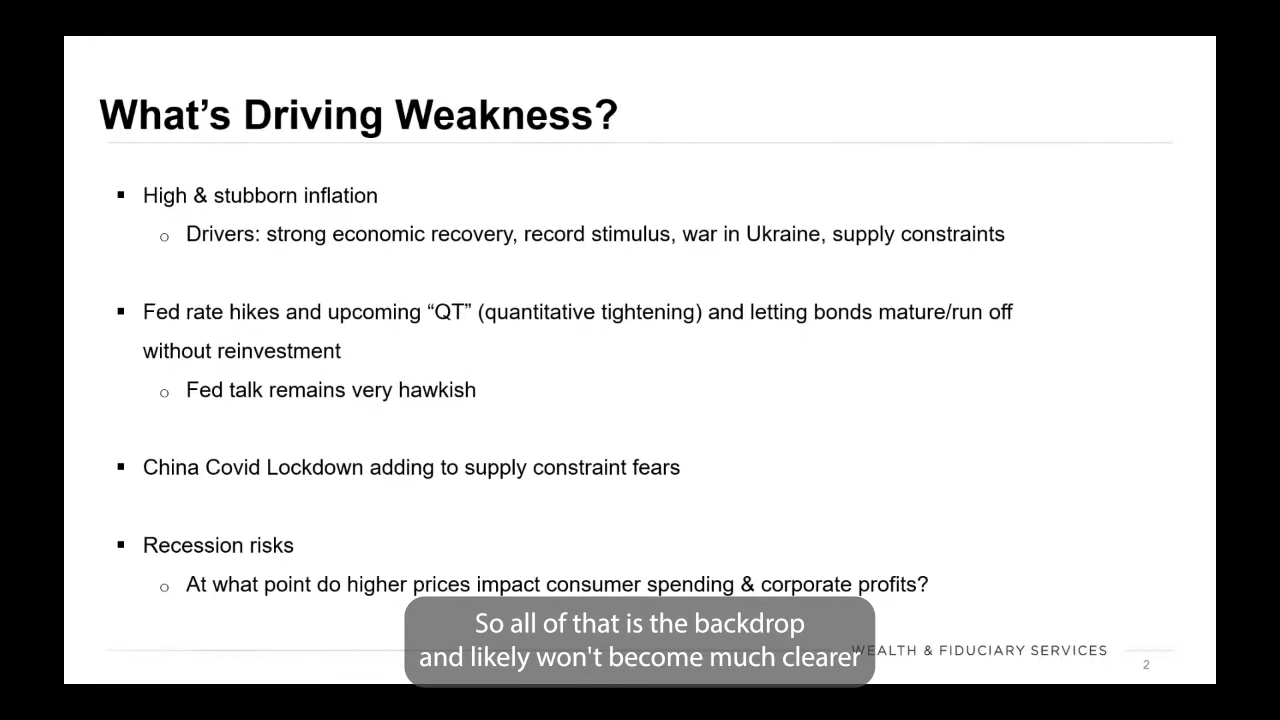 What's Driving Weakness?
▪ High & stubborn inflation
o Drivers: strong economic recovery, record stimulus, war in Ukraine, supply constraints
▪ Fed rate hikes and upcoming “QT” (quantitative tightening) and letting bonds mature/run off
without reinvestment
o Fed talk remains very hawkish
▪ China Covid Lockdown adding to supply constraint fears
▪ Recession risks
o At what point do higher prices impact consumer spending & corporate profits?
So all of that is the backdrop
and likely won't become much clearer
WEALTH & FIDUCIARY SERVICES
2